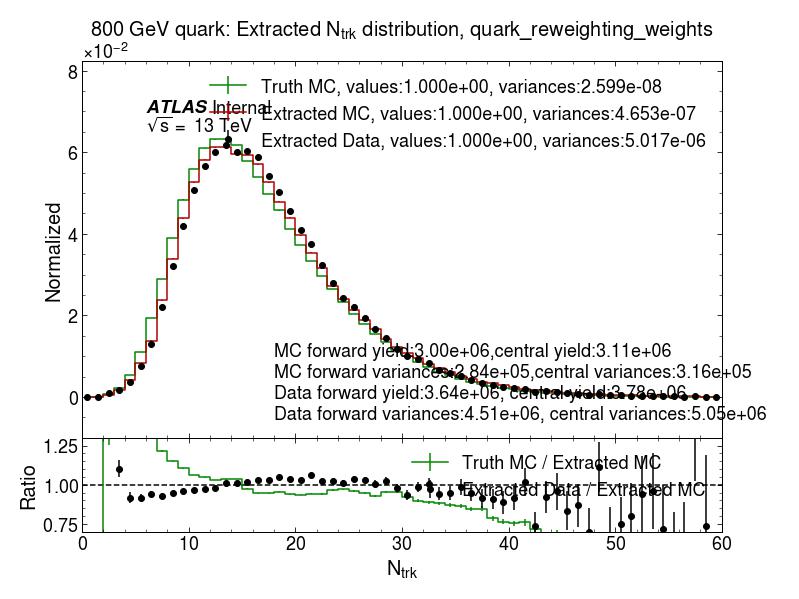 800 GeV quark: Extracted Ntrk distribution, quark_reweighting_weights
×10−2
Truth MC, values:1.000e+00, variances:2.599e-08
ATLAS Internal
Extracted MC, values:1.000e+00, variances:4.653e-07
√s = 13 TeV
Extracted Data, values:1.000e+00, variances:5.017e-06
8
6
4
2
0
Normalized
MC forward yield:3.00e+06,central yield:3.11e+06
MC forward variances:2.84e+05,central variances:3.16e+05
Data forward yield:3.64e+06, central yield:3.78e+06
Data forward variances:4.51e+06, central variances:5.05e+06
1.25
1.00
0.75
Ratio
Truth MC / Extracted MC
Extracted Data / Extracted MC
0 10 20 30 40 50 60
Ntrk